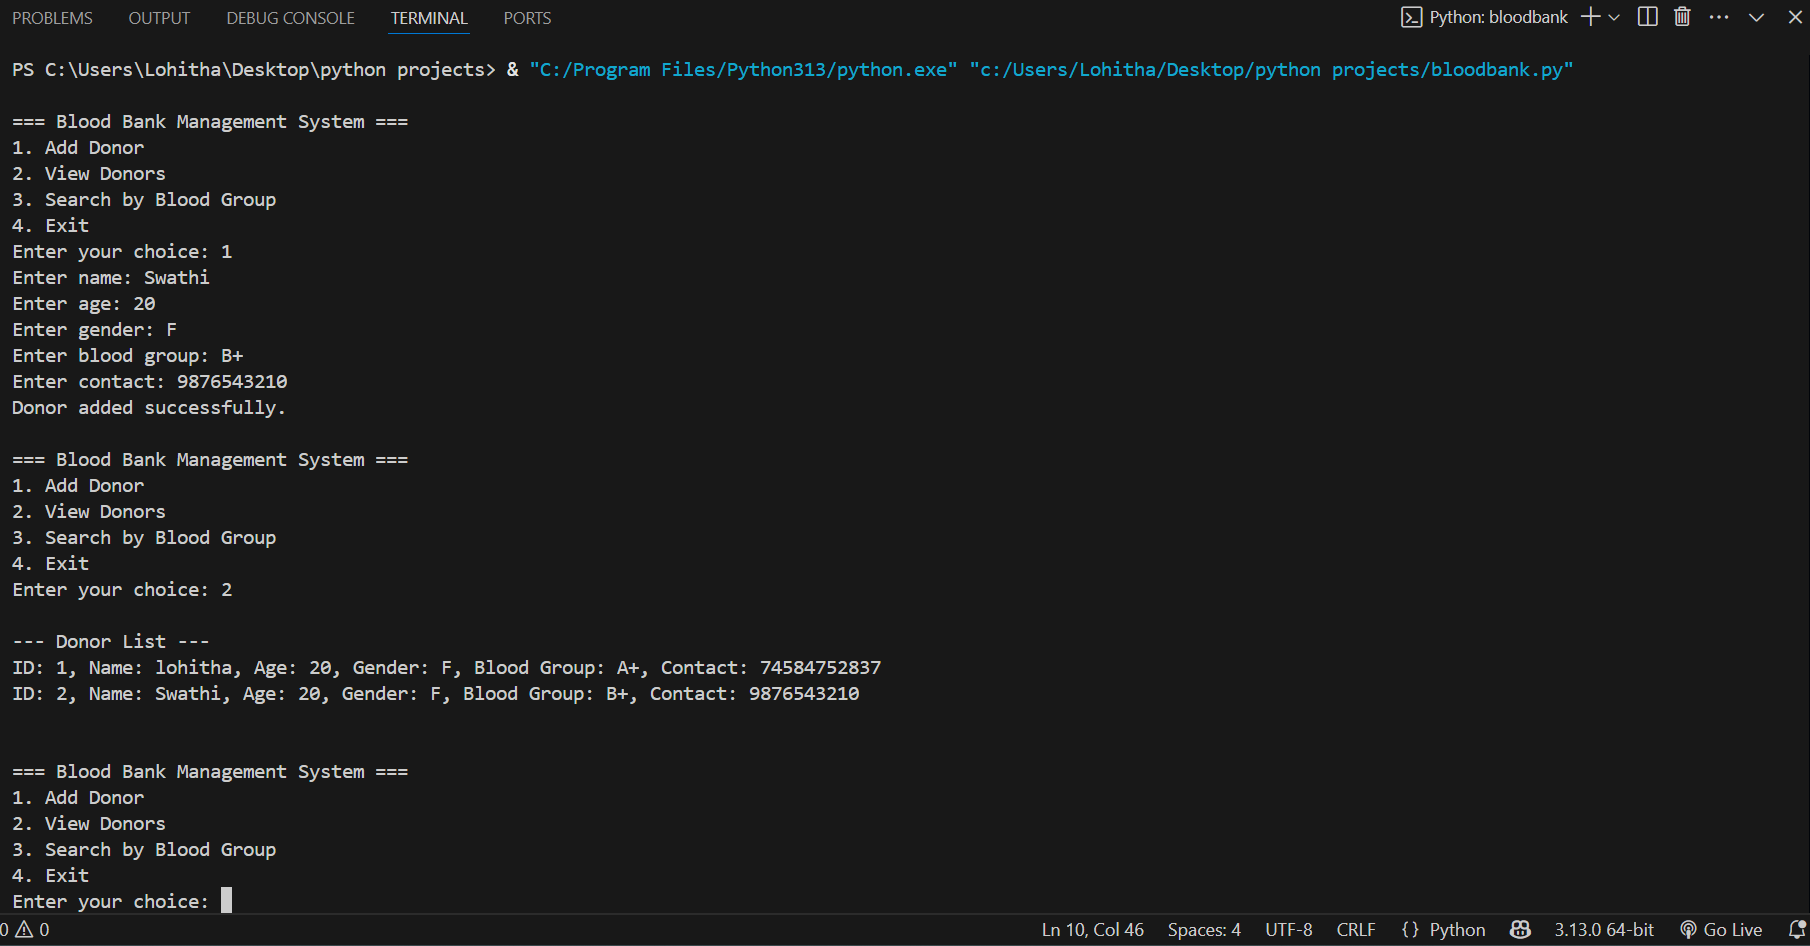 PROBLEMS OUTPUT DEBUG CONSOLE TERMINAL PORTS Python: bloodbank
PS C:\Users\Lohitha\Desktop\python projects> & "C:/Program Files/Python313/python.exe" "c:/Users/Lohitha/Desktop/python projects/bloodbank.py"
=== Blood Bank Management System ===
1. Add Donor
2. View Donors
3. Search by Blood Group
4. Exit
Enter your choice: 1
Enter name: Swathi
Enter age: 20
Enter gender: F
Enter blood group: B+
Enter contact: 9876543210
Donor added successfully.
=== Blood Bank Management System ===
1. Add Donor
2. View Donors
3. Search by Blood Group
4. Exit
Enter your choice: 2
--- Donor List ---
ID: 1, Name: lohitha, Age: 20, Gender: F, Blood Group: A+, Contact: 74584752837
ID: 2, Name: Swathi, Age: 20, Gender: F, Blood Group: B+, Contact: 9876543210
=== Blood Bank Management System ===
1. Add Donor
2. View Donors
3. Search by Blood Group
4. Exit
Enter your choice:
0 0 Ln 10, Col 46 Spaces: 4 UTF-8 CRLF {} Python 3.13.0 64-bit Go Live